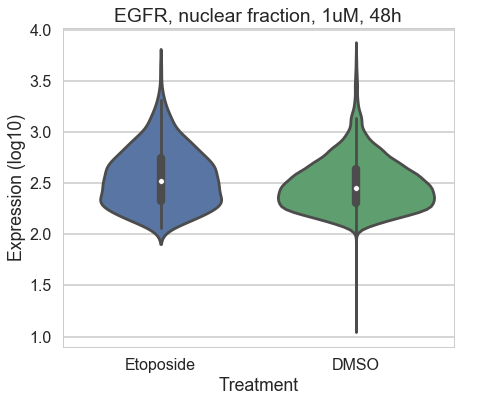 EGFR, nuclear fraction, 1uM, 48h
4.0
3.5
3.0
2.5
2.0
1.5
1.0
Expression (log10)
Etoposide DMSO
Treatment